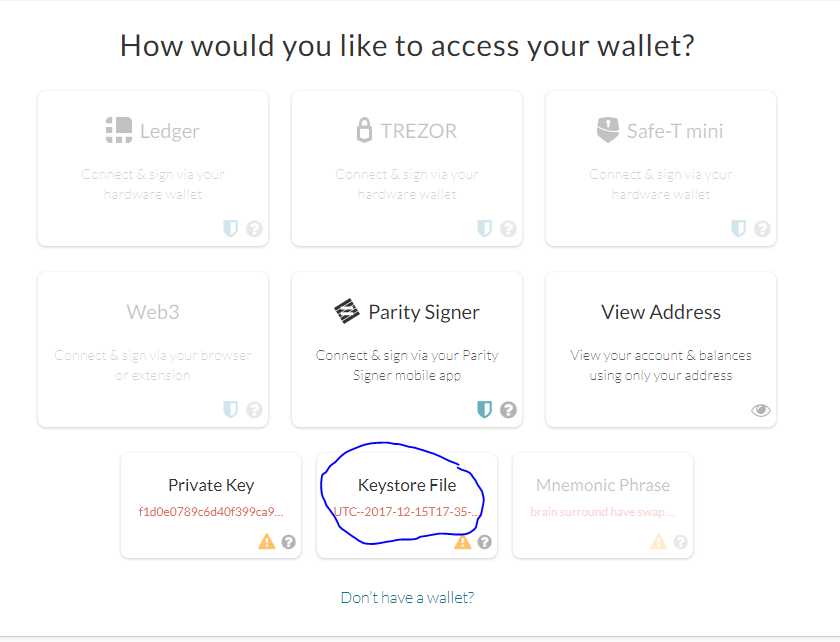 How would you like to access your wallet?
Ledger
Connect & sign via your
hardware wallet
TREZOR
Connect & sign via your
hardware wallet
Safe-T mini
Connect & sign via your
hardware wallet
Web3
Connect & sign via your browser
or extension
Parity Signer
Connect & sign via your Parity
Signer mobile app
View Address
View your account & balances
using only your address
Private Key
f1d0e0789c6d40f399ca9...
Keystore File
UTC--2017-12-15T17-35-...
Mnemonic Phrase
brain surround have swap ...
Don't have a wallet?